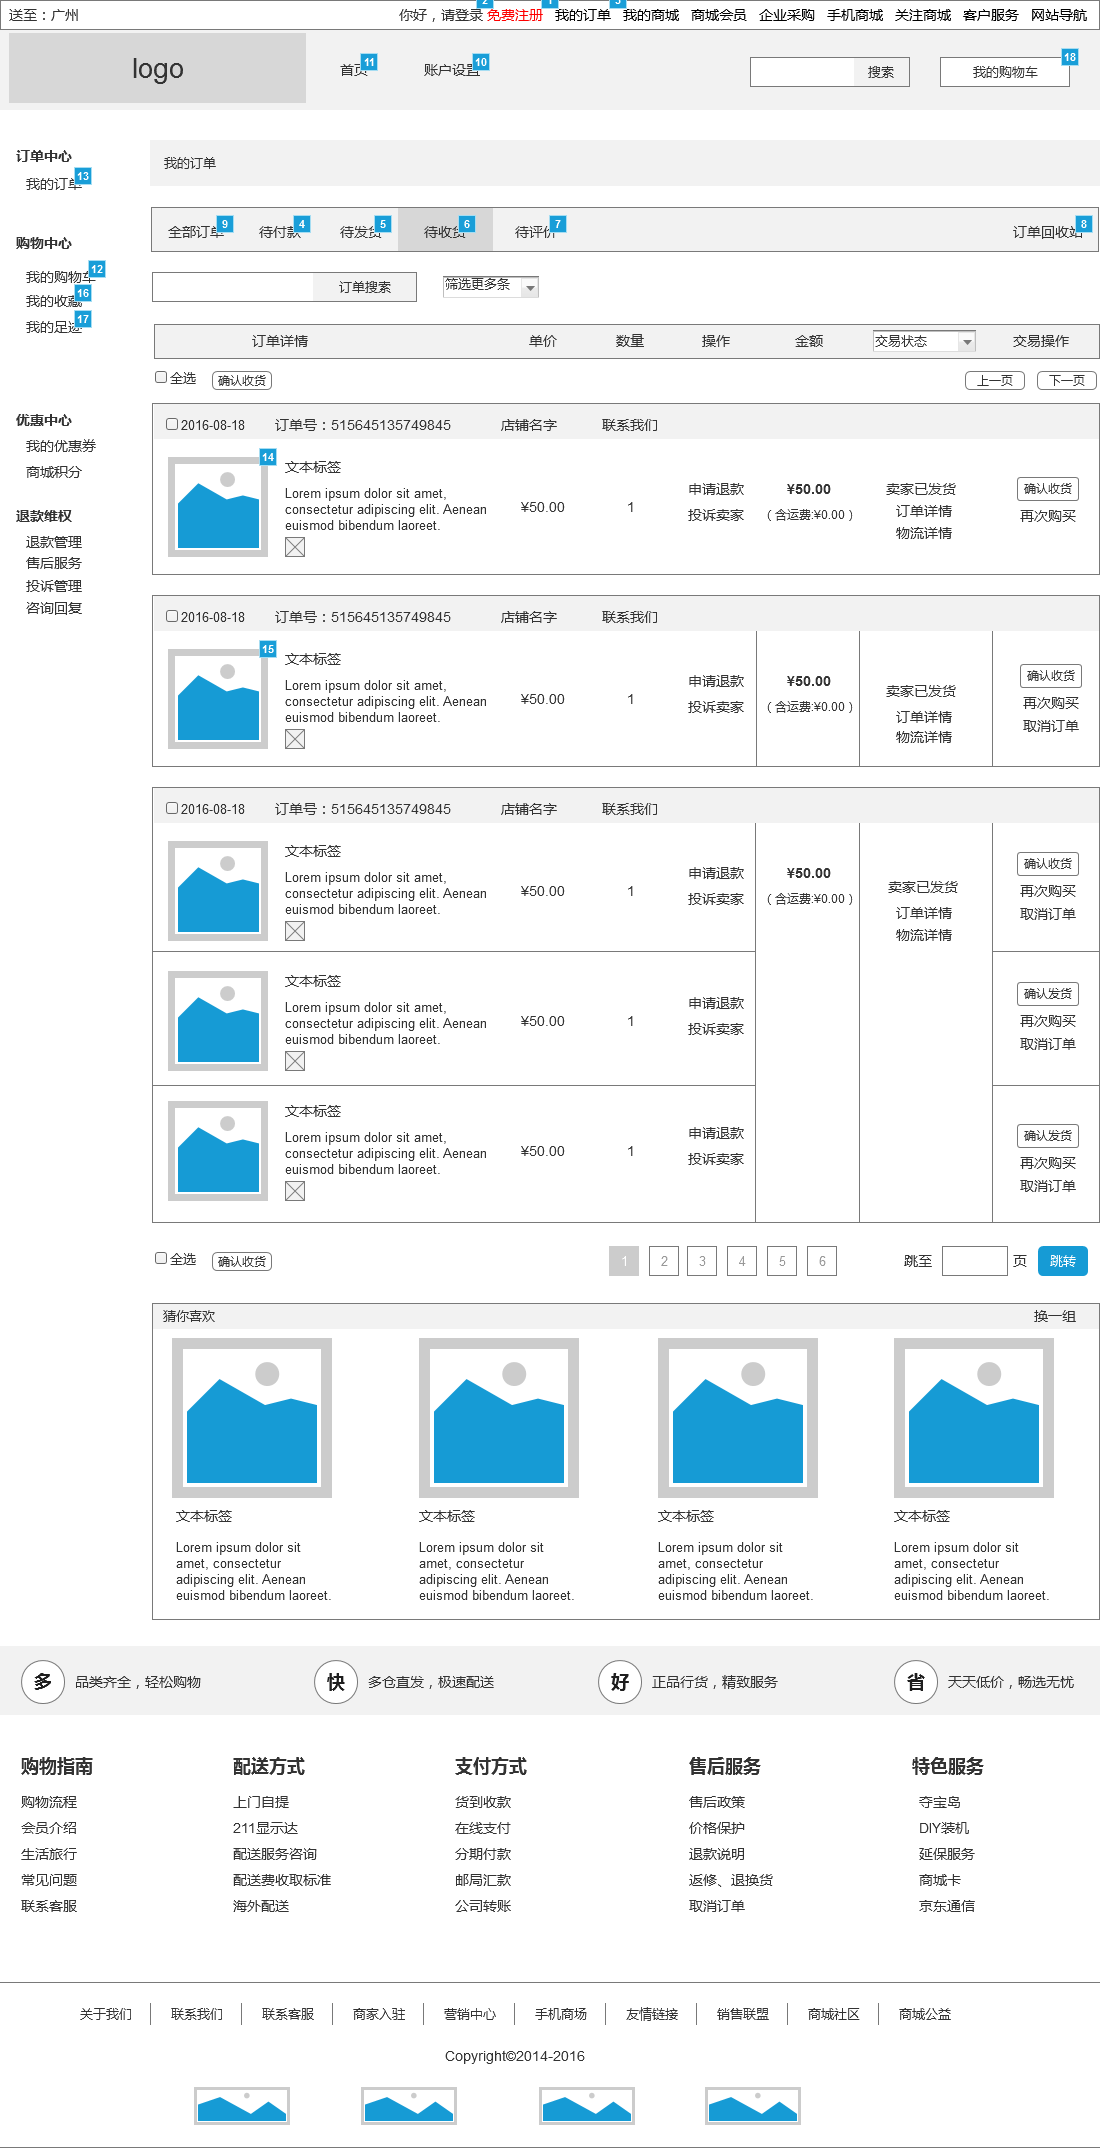 送至：广州 你好，请登录 2 免费注册 1 我的订单 3 我的商城 商城会员 企业采购 手机商城 关注商城 客户服务 网站导航
logo 首页 11 账户设置 10 搜索 我的购物车 18
订单中心
我的订单 13
购物中心
我的购物车 12
我的收藏 16
我的足迹 17
优惠中心
我的优惠券
商城积分
退款维权
退款管理
售后服务
投诉管理
咨询回复
我的订单
全部订单 9 待付款 4 待发货 5 待收货 6 待评价 7 订单回收站 8
订单搜索 筛选更多条
订单详情 单价 数量 操作 金额 交易状态 交易操作
全选 确认收货 上一页 下一页
2016-08-18 订单号：515645135749845 店铺名字 联系我们
14
文本标签
Lorem ipsum dolor sit amet,
consectetur adipiscing elit. Aenean
euismod bibendum laoreet.
¥50.00 1
申请退款
投诉卖家
¥50.00
（含运费:¥0.00）
卖家已发货
订单详情
物流详情
确认收货
再次购买
2016-08-18 订单号：515645135749845 店铺名字 联系我们
15
文本标签
Lorem ipsum dolor sit amet,
consectetur adipiscing elit. Aenean
euismod bibendum laoreet.
¥50.00 1
申请退款
投诉卖家
¥50.00
（含运费:¥0.00）
卖家已发货
订单详情
物流详情
确认收货
再次购买
取消订单
2016-08-18 订单号：515645135749845 店铺名字 联系我们
文本标签
Lorem ipsum dolor sit amet,
consectetur adipiscing elit. Aenean
euismod bibendum laoreet.
¥50.00 1
申请退款
投诉卖家
¥50.00
（含运费:¥0.00）
卖家已发货
订单详情
物流详情
确认收货
再次购买
取消订单
文本标签
Lorem ipsum dolor sit amet,
consectetur adipiscing elit. Aenean
euismod bibendum laoreet.
¥50.00 1
申请退款
投诉卖家
确认发货
再次购买
取消订单
文本标签
Lorem ipsum dolor sit amet,
consectetur adipiscing elit. Aenean
euismod bibendum laoreet.
¥50.00 1
申请退款
投诉卖家
确认发货
再次购买
取消订单
全选 确认收货 1 2 3 4 5 6 跳至 页 跳转
猜你喜欢 换一组
文本标签
Lorem ipsum dolor sit
amet, consectetur
adipiscing elit. Aenean
euismod bibendum laoreet.
文本标签
Lorem ipsum dolor sit
amet, consectetur
adipiscing elit. Aenean
euismod bibendum laoreet.
文本标签
Lorem ipsum dolor sit
amet, consectetur
adipiscing elit. Aenean
euismod bibendum laoreet.
文本标签
Lorem ipsum dolor sit
amet, consectetur
adipiscing elit. Aenean
euismod bibendum laoreet.
多 品类齐全，轻松购物 快 多仓直发，极速配送 好 正品行货，精致服务 省 天天低价，畅选无忧
购物指南 配送方式 支付方式 售后服务 特色服务
购物流程 上门自提 货到收款 售后政策 夺宝岛
会员介绍 211显示达 在线支付 价格保护 DIY装机
生活旅行 配送服务咨询 分期付款 退款说明 延保服务
常见问题 配送费收取标准 邮局汇款 返修、退换货 商城卡
联系客服 海外配送 公司转账 取消订单 京东通信
关于我们 联系我们 联系客服 商家入驻 营销中心 手机商场 友情链接 销售联盟 商城社区 商城公益
Copyright©2014-2016